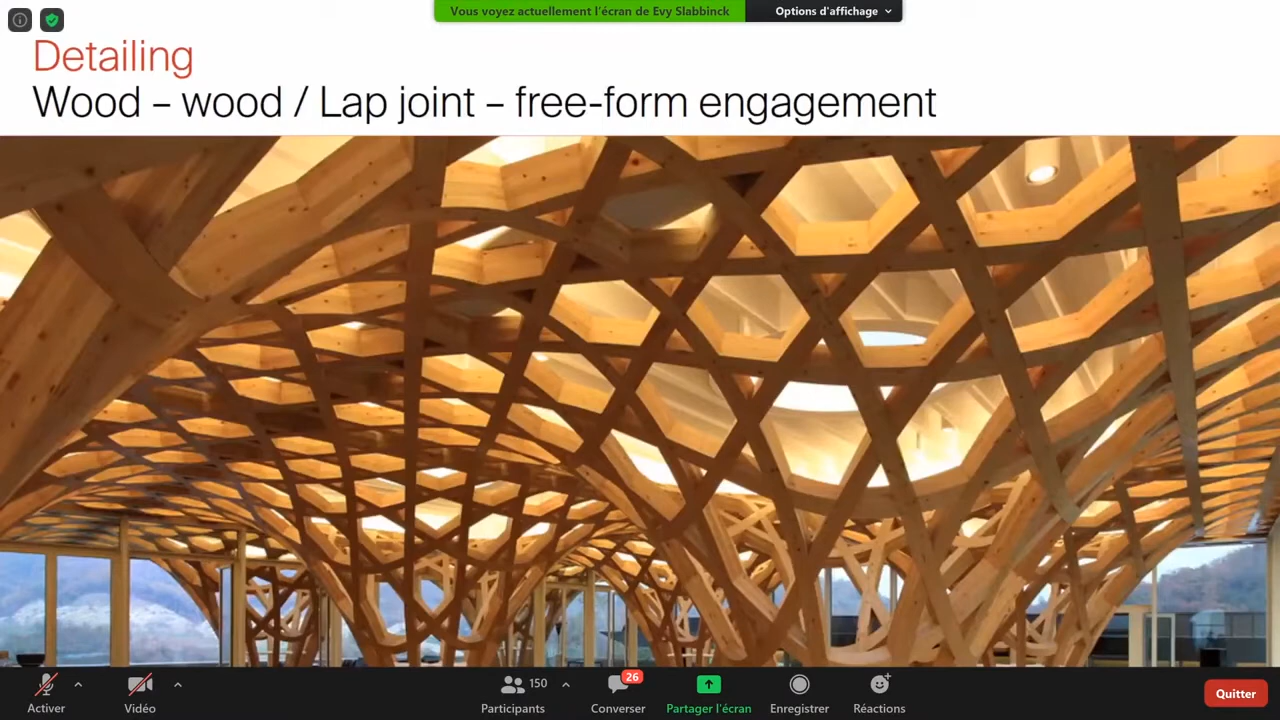 Vous voyez actuellement l'écran de Evy Slabbinck
Options d'affichage
Detailing
Wood – wood / Lap joint – free-form engagement
Activer
Vidéo
150
Participants
26
Converser
Partager l'écran
Enregistrer
Réactions
Quitter